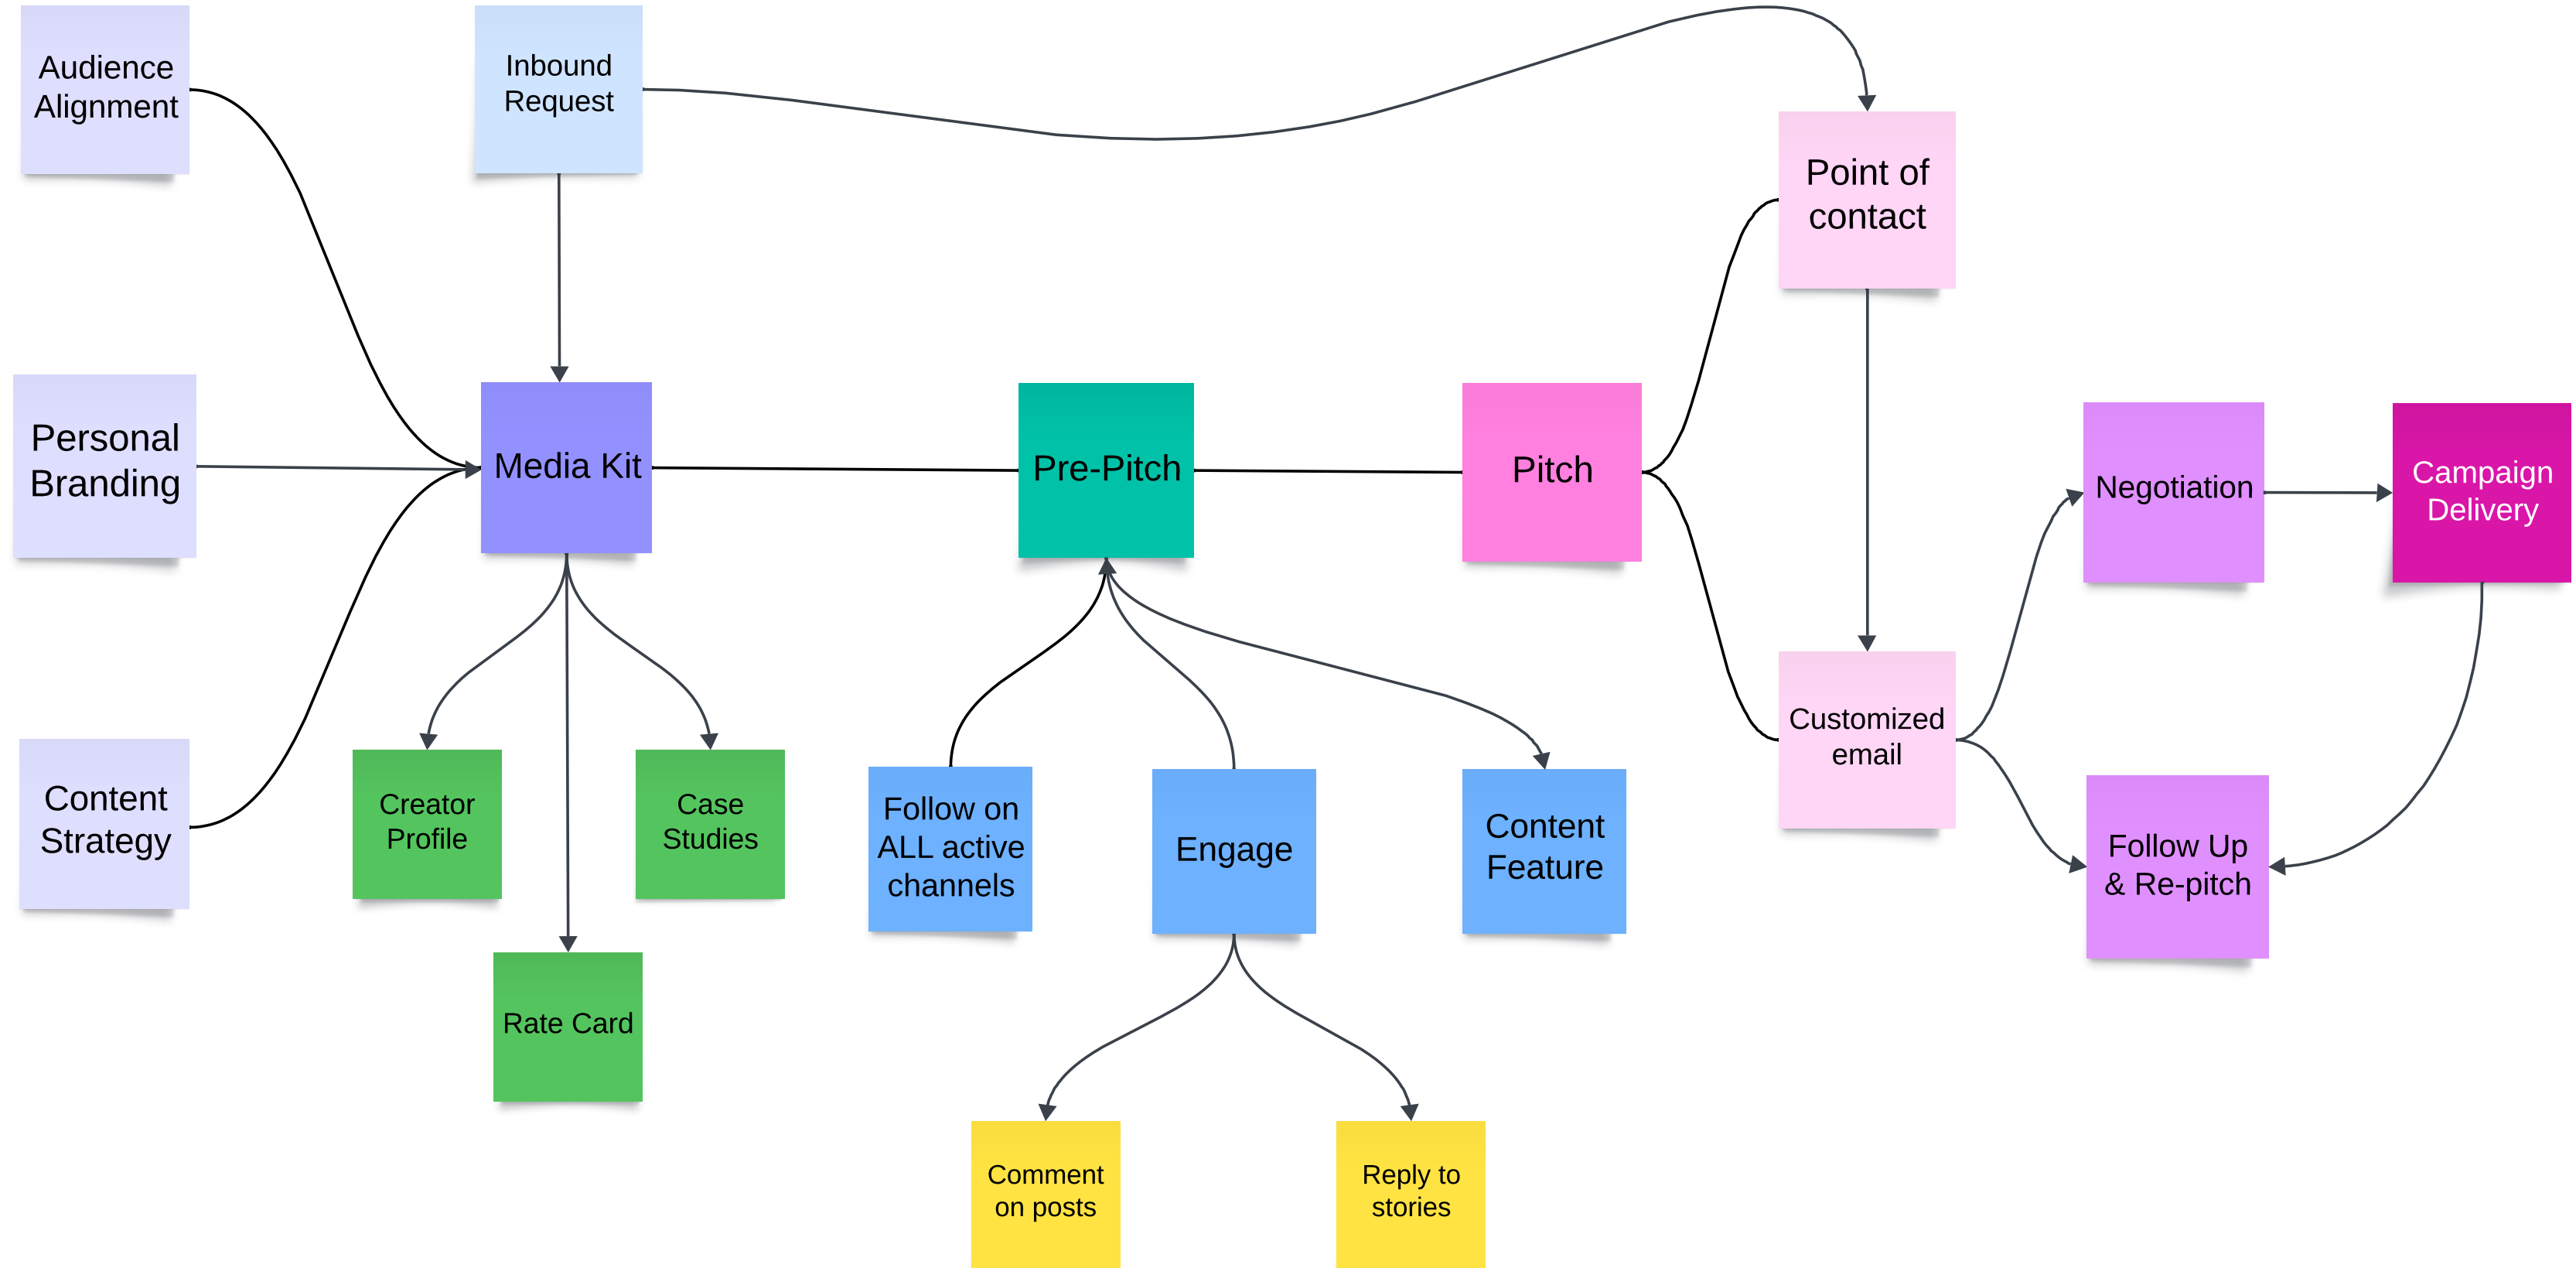 Audience
Alignment
Inbound
Request
Point of
contact
Personal
Branding
Media Kit
Pre-Pitch
Pitch
Negotiation
Campaign
Delivery
Content
Strategy
Creator
Profile
Case
Studies
Rate Card
Follow on
ALL active
channels
Engage
Content
Feature
Customized
email
Follow Up
& Re-pitch
Comment
on posts
Reply to
stories